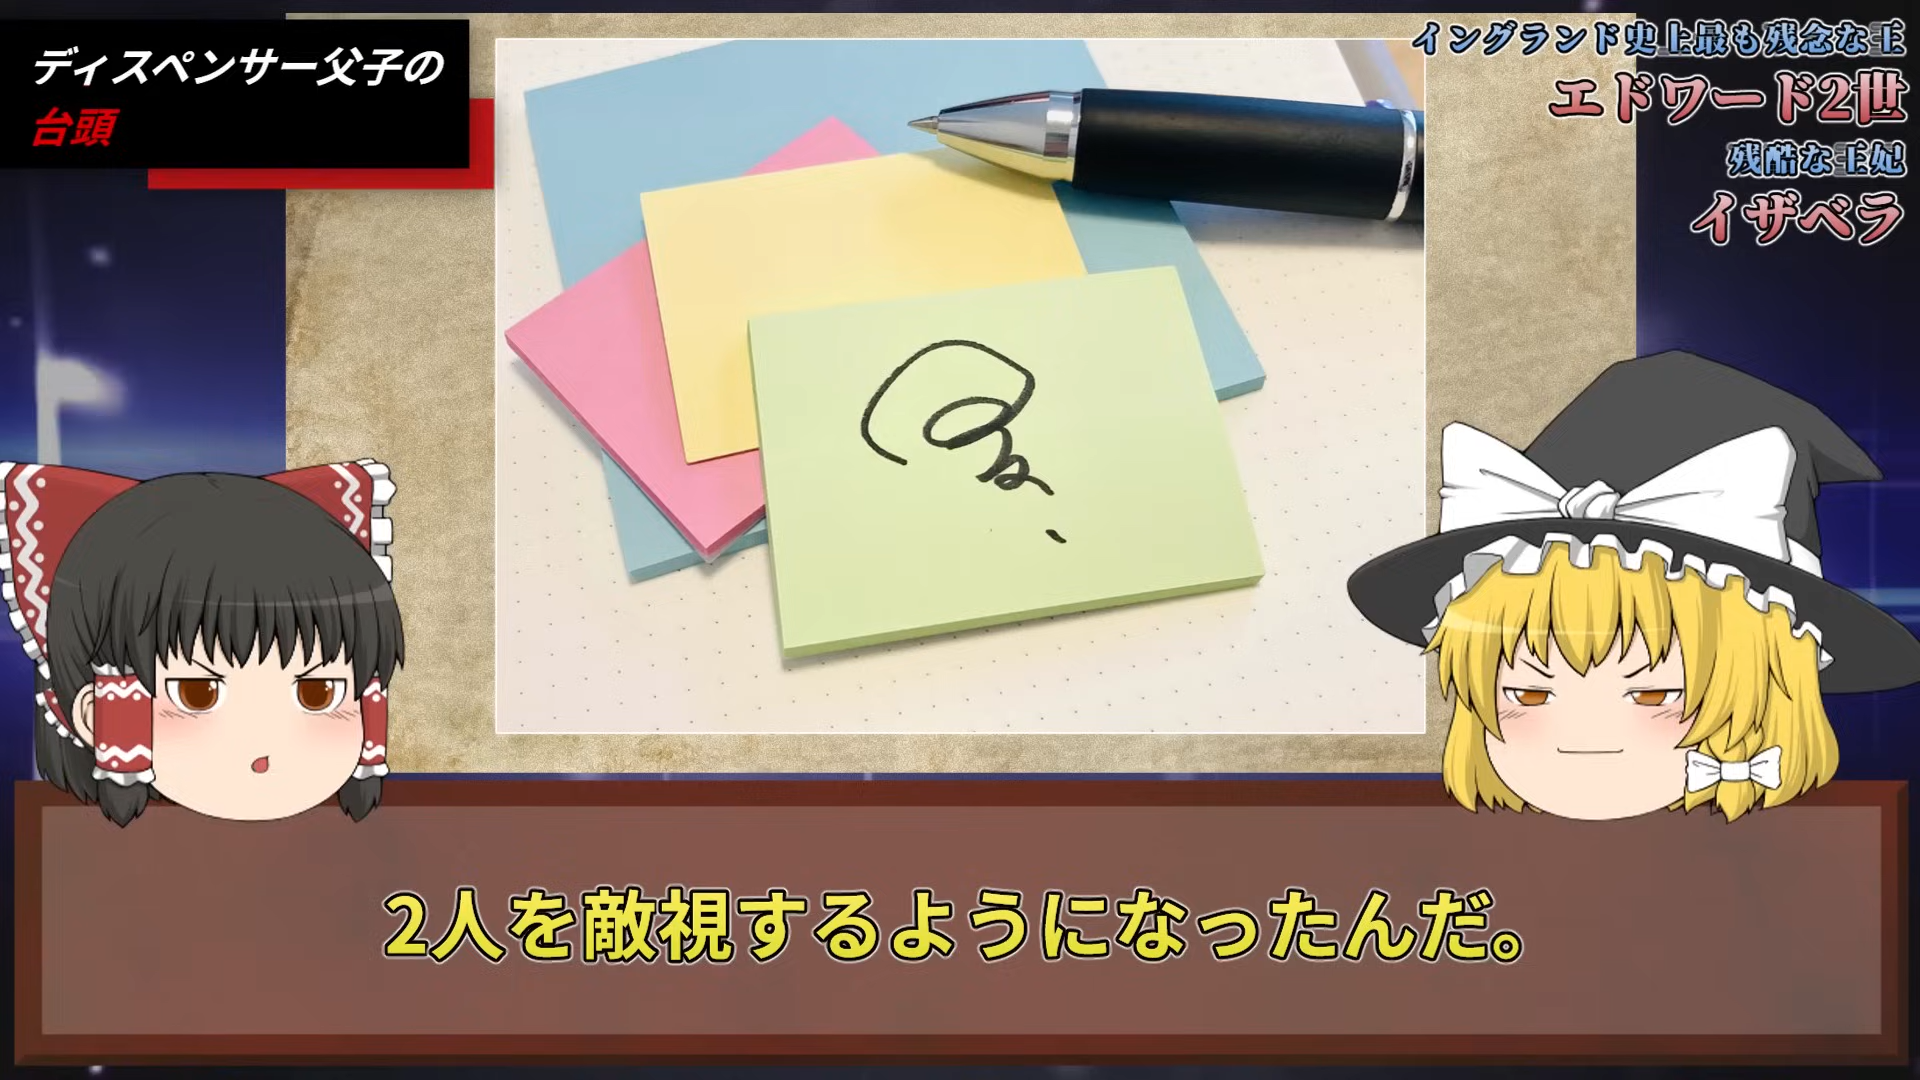 ディスペンサー父子の
台頭
イングランド史上最も残念な王
エドワード2世
残酷な王妃
イザベラ
2人を敵視するようになったんだ。